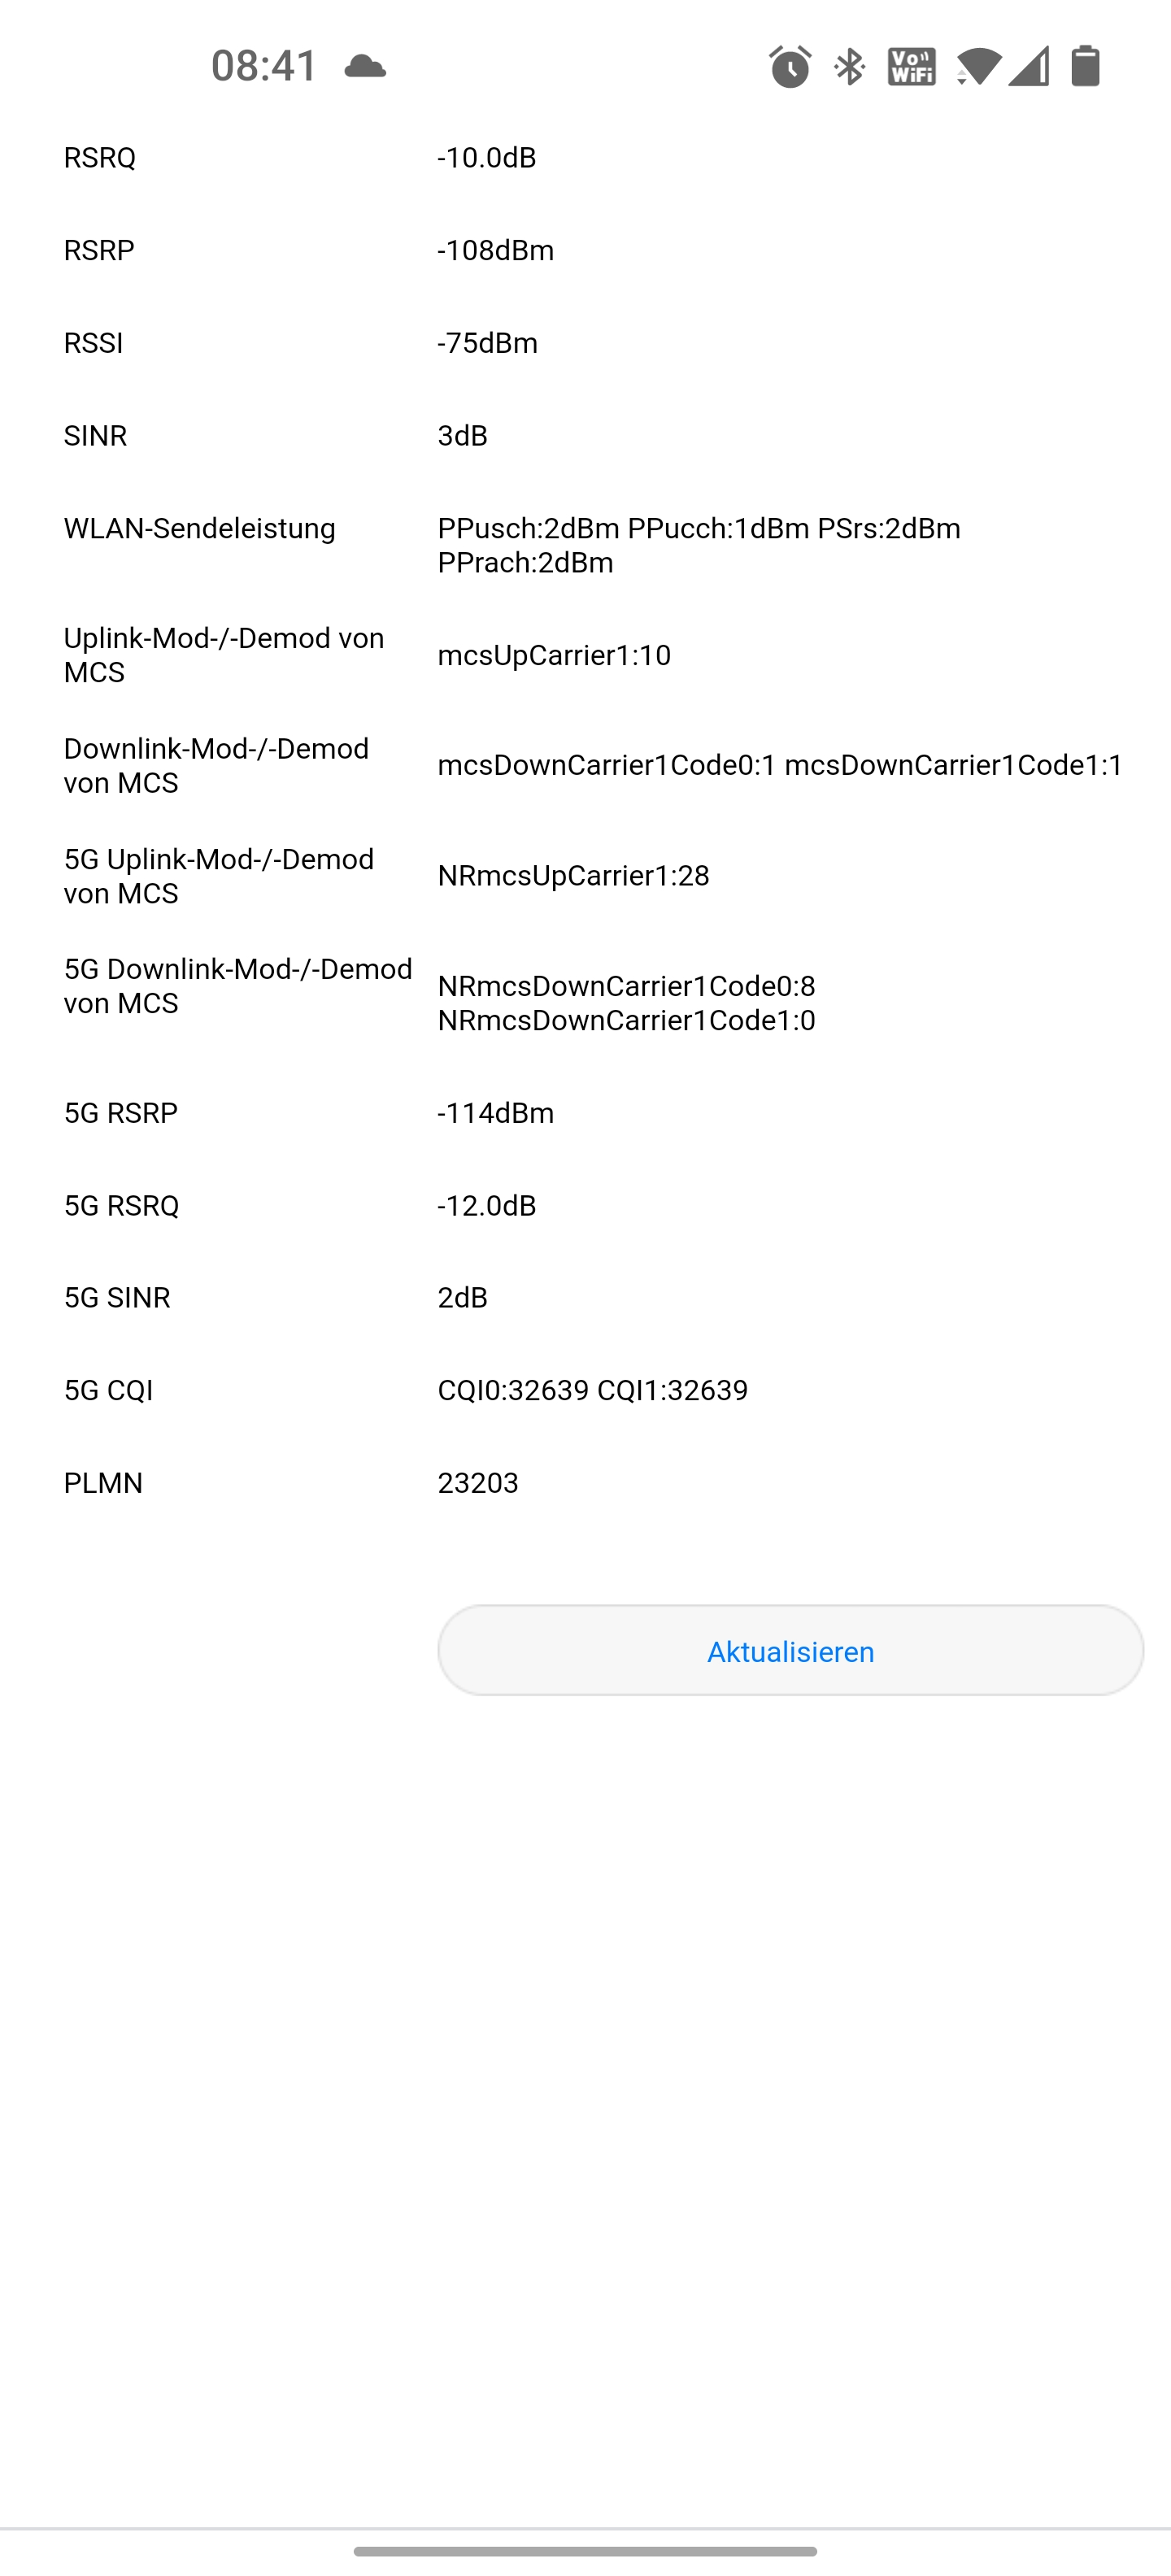 08:41
Vo WiFi
RSRQ -10.0dB
RSRP -108dBm
RSSI -75dBm
SINR 3dB
WLAN-Sendeleistung PPusch:2dBm PPucch:1dBm PSrs:2dBm
PPrach:2dBm
Uplink-Mod-/-Demod von
MCS
mcsUpCarrier1:10
Downlink-Mod-/-Demod
von MCS
mcsDownCarrier1Code0:1 mcsDownCarrier1Code1:1
5G Uplink-Mod-/-Demod
von MCS
NRmcsUpCarrier1:28
5G Downlink-Mod-/-Demod
von MCS
NRmcsDownCarrier1Code0:8
NRmcsDownCarrier1Code1:0
5G RSRP -114dBm
5G RSRQ -12.0dB
5G SINR 2dB
5G CQI CQI0:32639 CQI1:32639
PLMN 23203
Aktualisieren